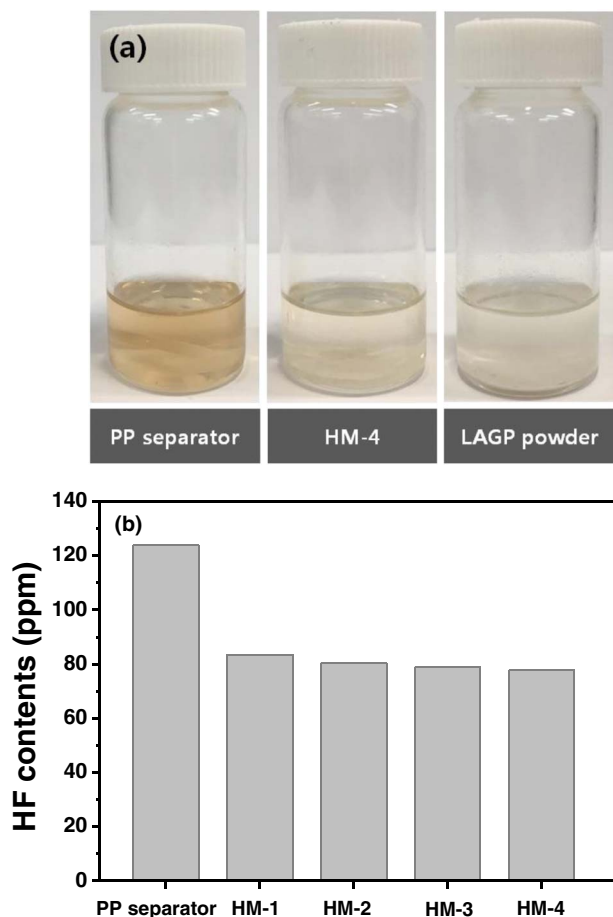 (a)
PP separator
HM-4
LAGP powder
(b)
HF contents (ppm)
140
120
100
80
60
40
20
0
PP separator
HM-1
HM-2
HM-3
HM-4